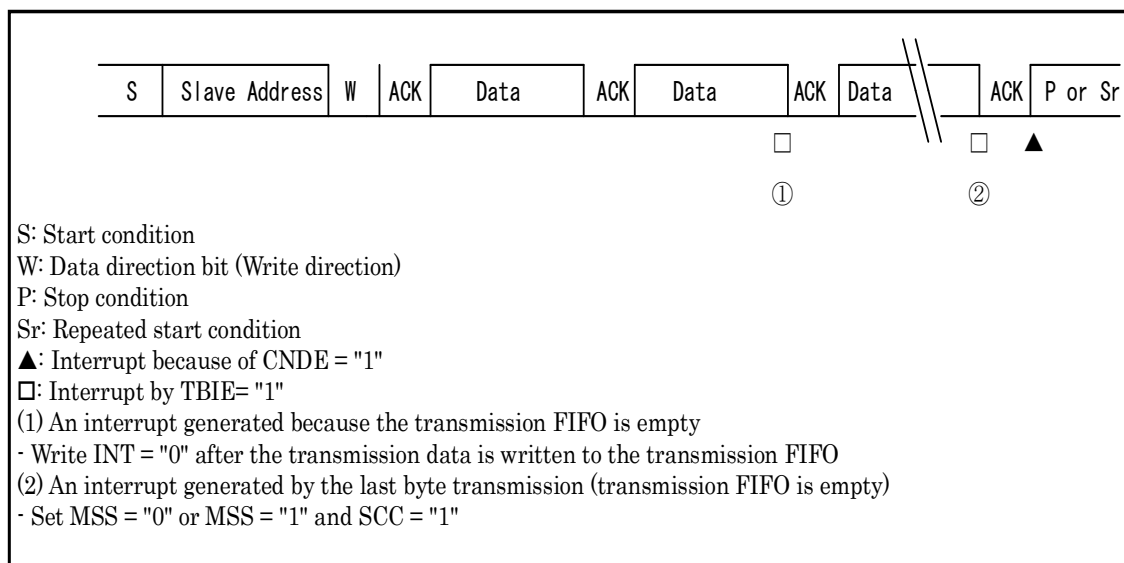 S Slave Address W ACK Data ACK Data ACK Data ACK P or Sr
□ □ ▲
① ②
S: Start condition
W: Data direction bit (Write direction)
P: Stop condition
Sr: Repeated start condition
▲: Interrupt because of CNDE = "1"
□: Interrupt by TBIE= "1"
(1) An interrupt generated because the transmission FIFO is empty
- Write INT = "0" after the transmission data is written to the transmission FIFO
(2) An interrupt generated by the last byte transmission (transmission FIFO is empty)
- Set MSS = "0" or MSS = "1" and SCC = "1"